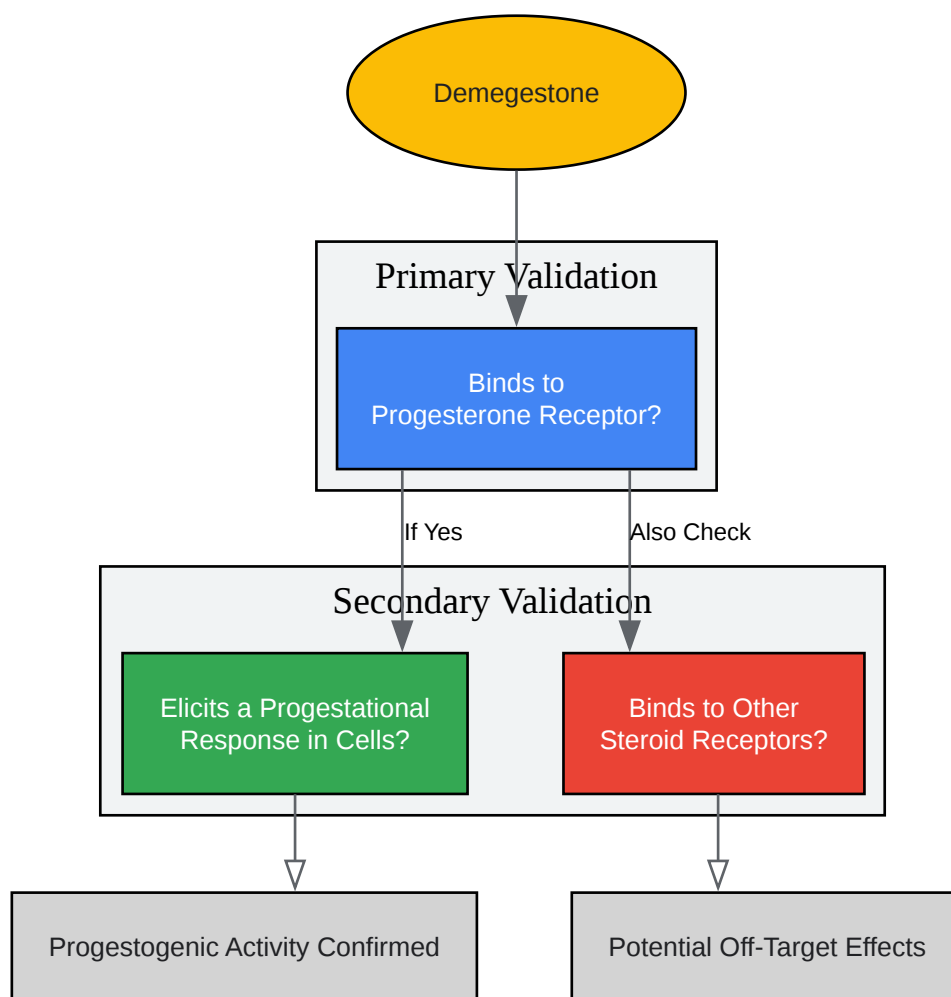 Demegestone
Primary Validation
Binds to
Progesterone Receptor?
If Yes
Also Check
Secondary Validation
Elicits a Progestational
Response in Cells?
Binds to Other
Steroid Receptors?
Progestogenic Activity Confirmed
Potential Off-Target Effects